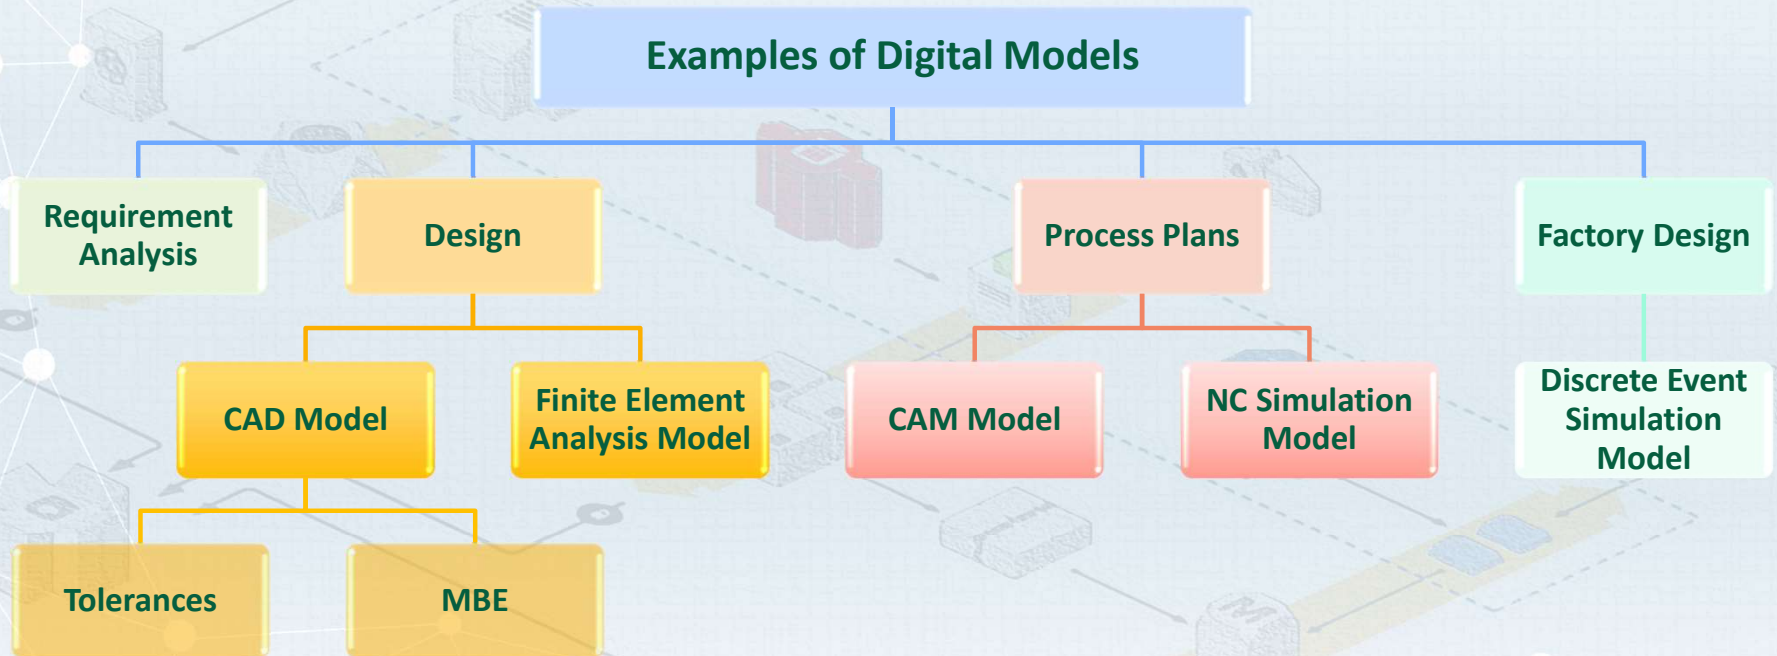 Examples of Digital Models
Requirement
Analysis
Design
Process Plans
Factory Design
CAD Model
Finite Element
Analysis Model
CAM Model
NC Simulation
Model
Discrete Event
Simulation
Model
Tolerances
MBE